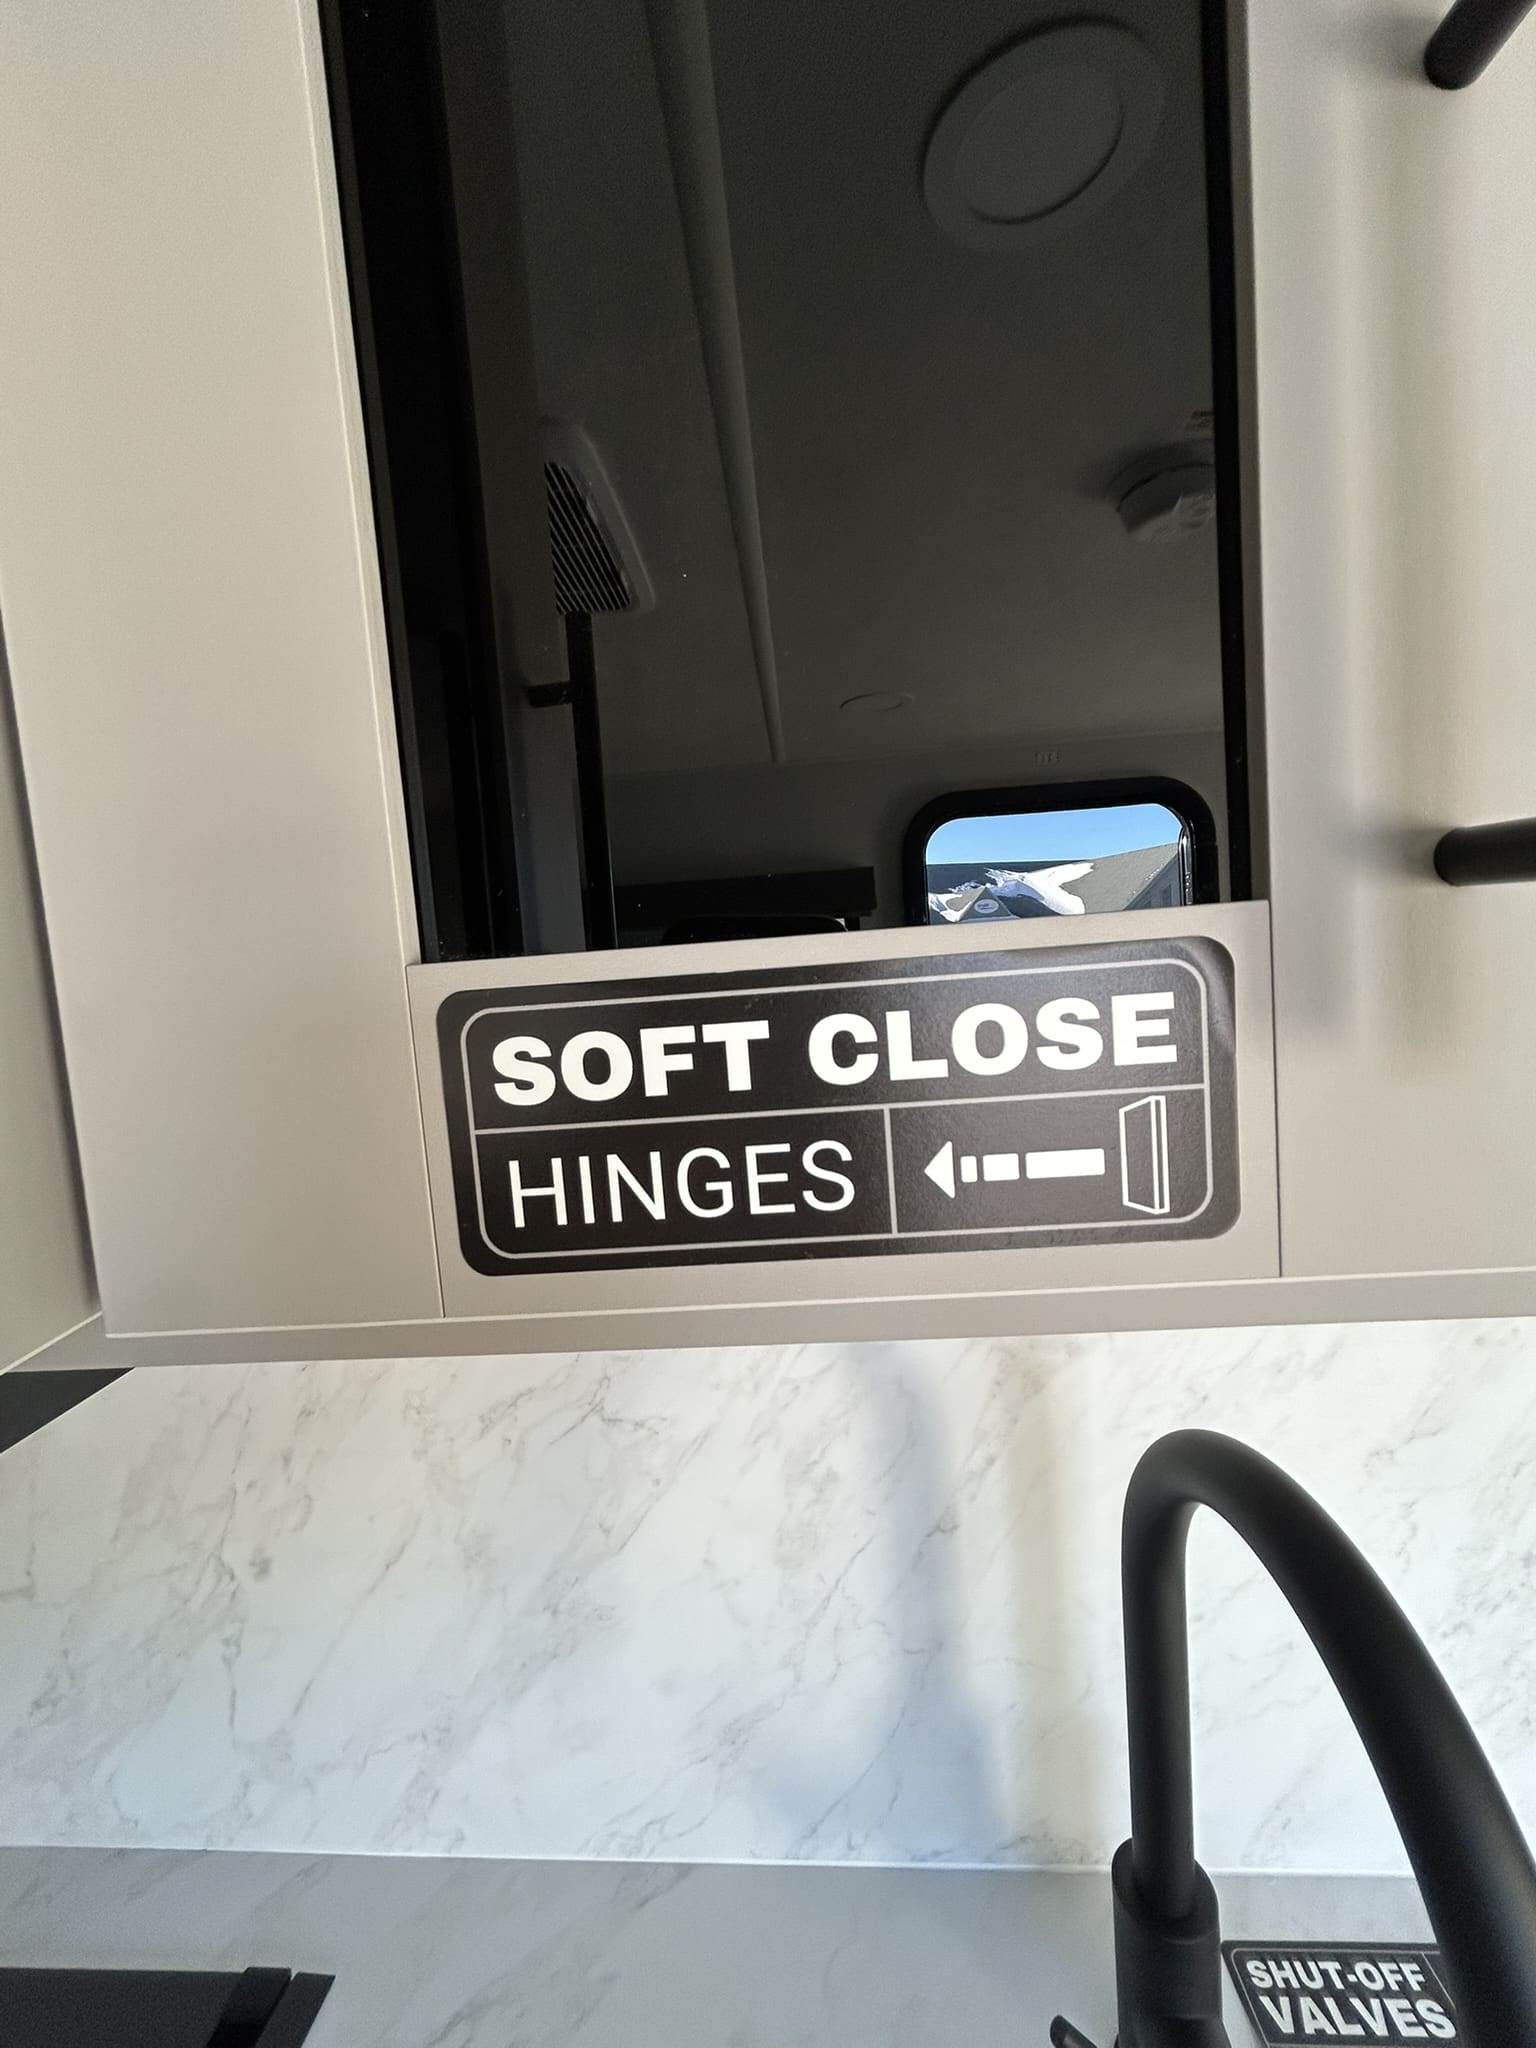 SOFT CLOSE
HINGES
SHUT-OFF
VALVES